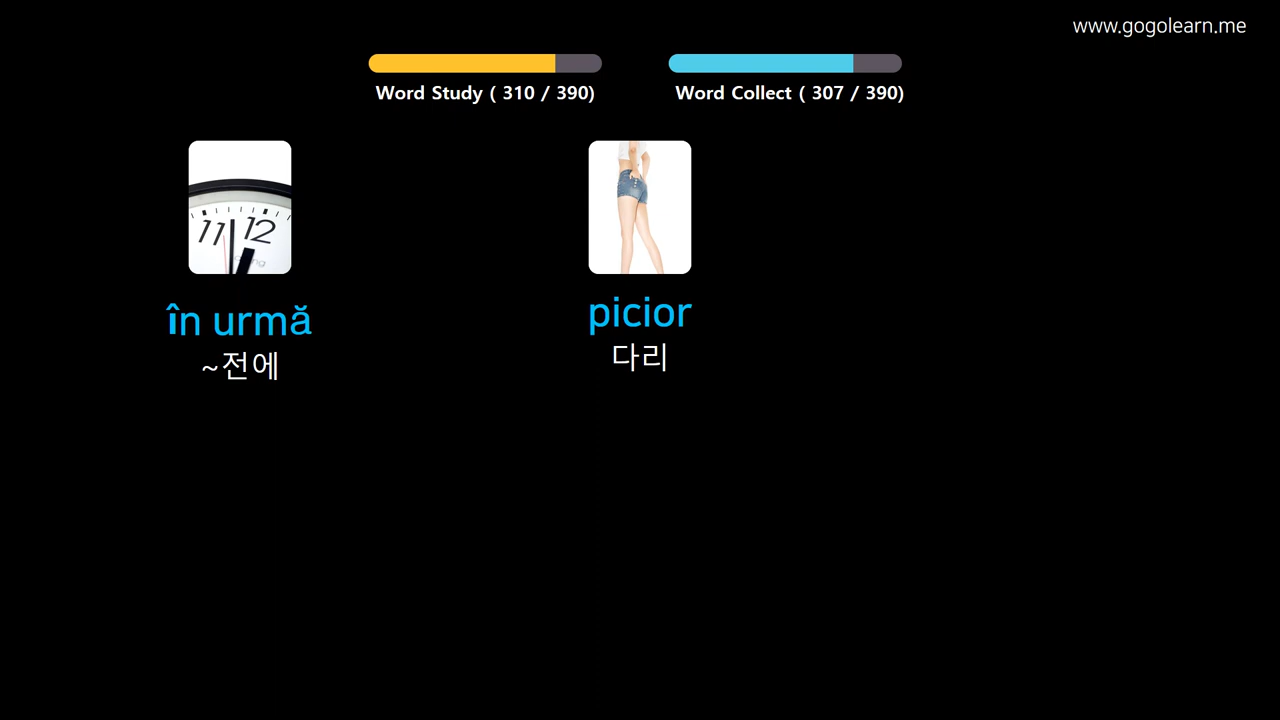 www.gogolearn.me
Word Study ( 310 / 390)
Word Collect ( 307 / 390)
11 12
în urmă
~전에
picior
다리